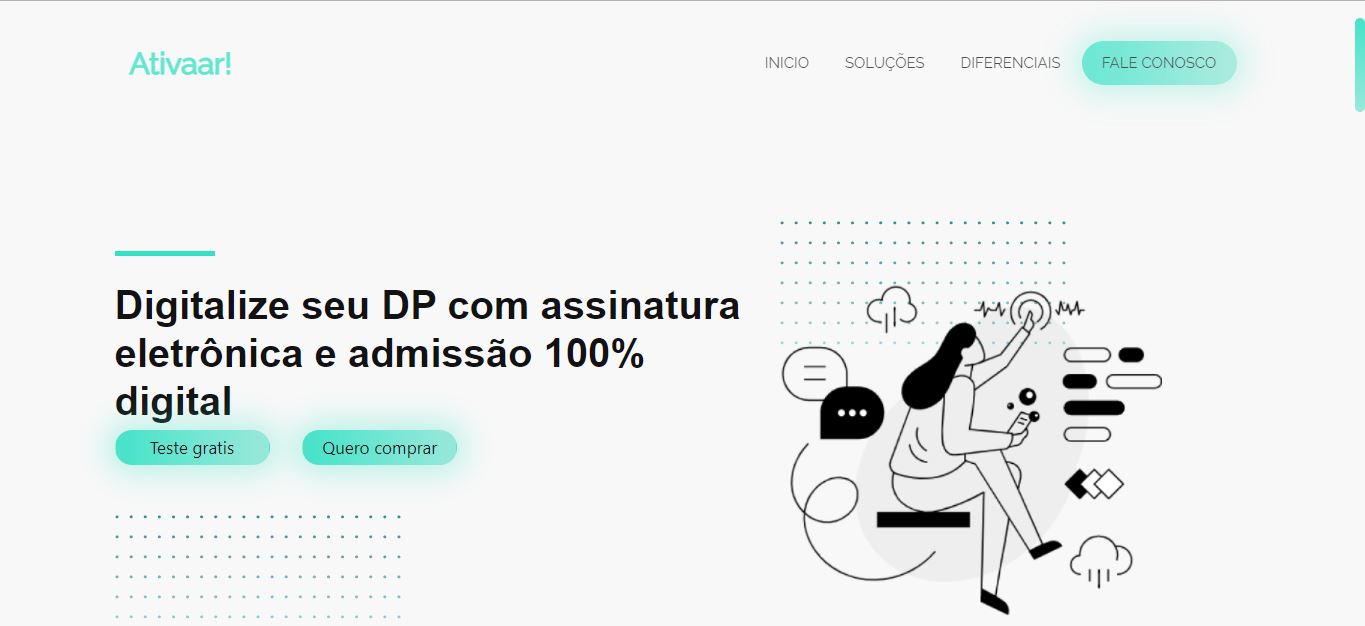 Ativaar!
INICIO
SOLUÇÕES
DIFERENCIAIS
FALE CONOSCO
Digitalize seu DP com assinatura
eletrônica e admissão 100%
digital
Teste gratis
Quero comprar